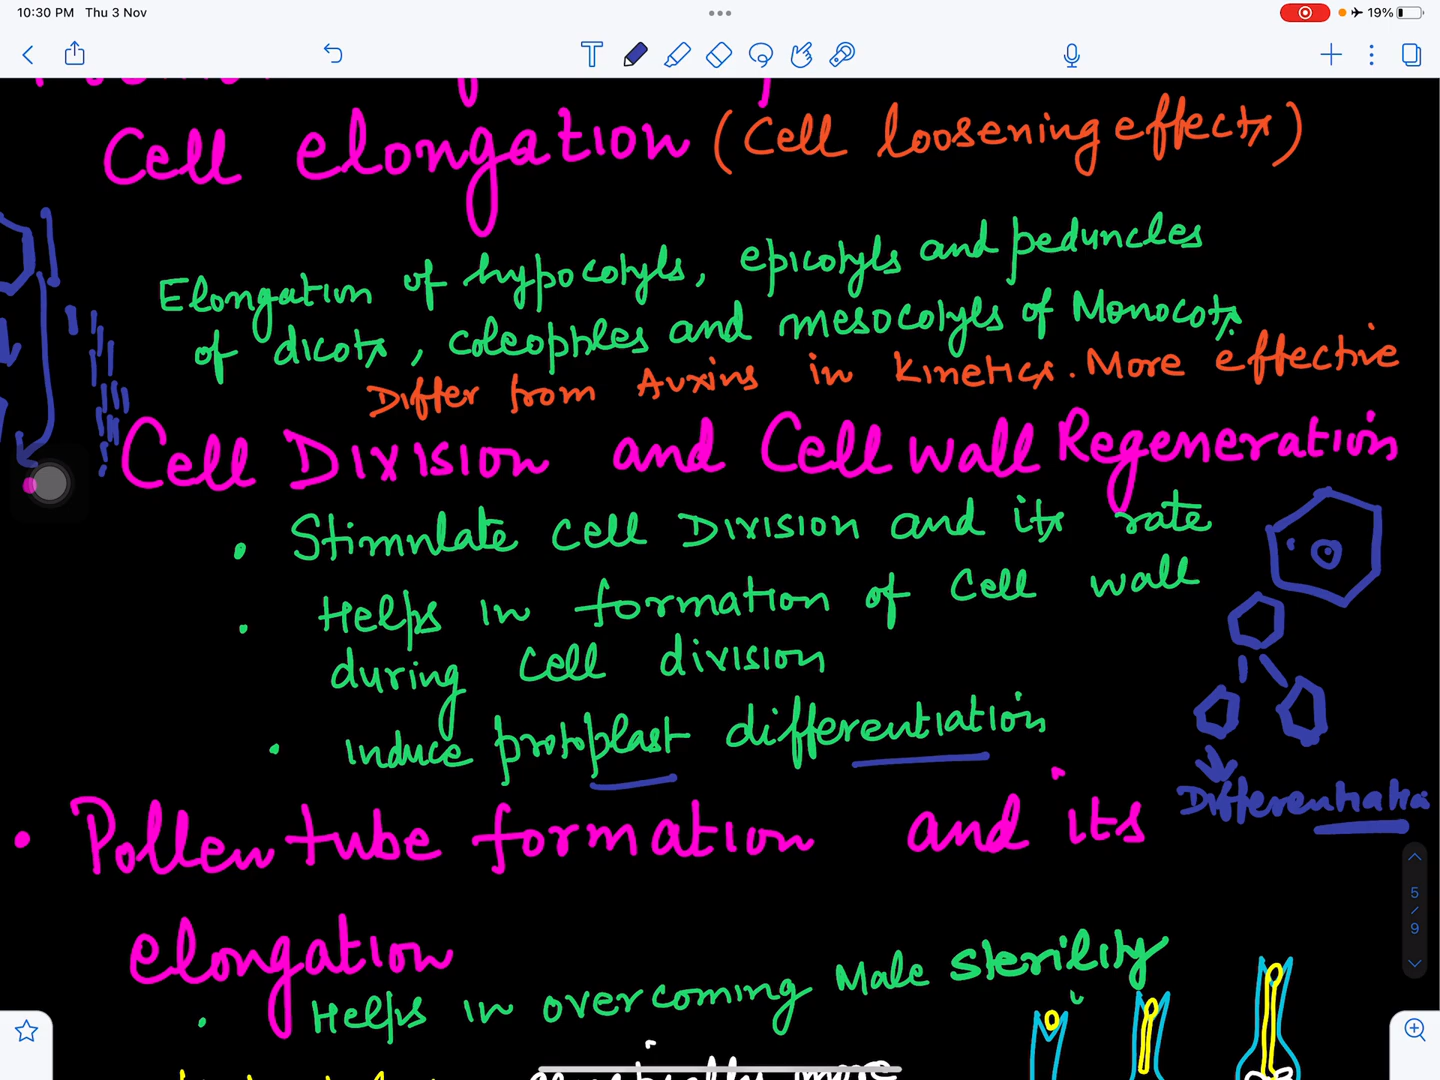 10:30 PM Thu 3 Nov
19%
Cell elongation (Cell loosening effects)
Elongation of hypocotyls, epicotyls and peduncles
of dicots, coleoptiles and mesocotyles of Monocots
Differ from Auxins in kinetics. More effective
Cell Division and Cell wall Regeneration
• Stimulate cell Division and its rate
• Helps in formation of cell wall
during cell division
• Induce protoplast differentiation
Differentiation
• Pollen tube formation and its
elongation
• Helps in overcoming Male sterility
5
/
9